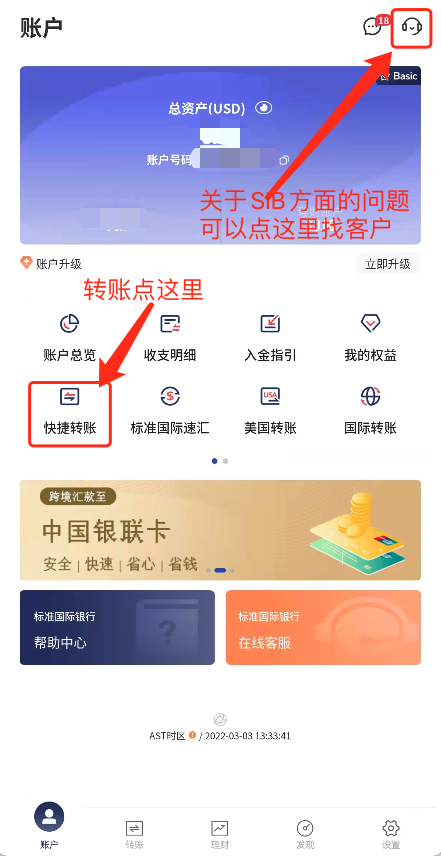 账户
18
Basic
总资产(USD)
账户号码
关于SIB方面的问题
可以点这里找客户
账户升级
立即升级
转账点这里
账户总览
收支明细
入金指引
我的权益
快捷转账
标准国际速汇
美国转账
国际转账
跨境汇款至
中国银联卡
安全 | 快速 | 省心 | 省钱
标准国际银行
帮助中心
标准国际银行
在线客服
AST时区 / 2022-03-03 13:33:41
账户
转账
理财
发现
设置